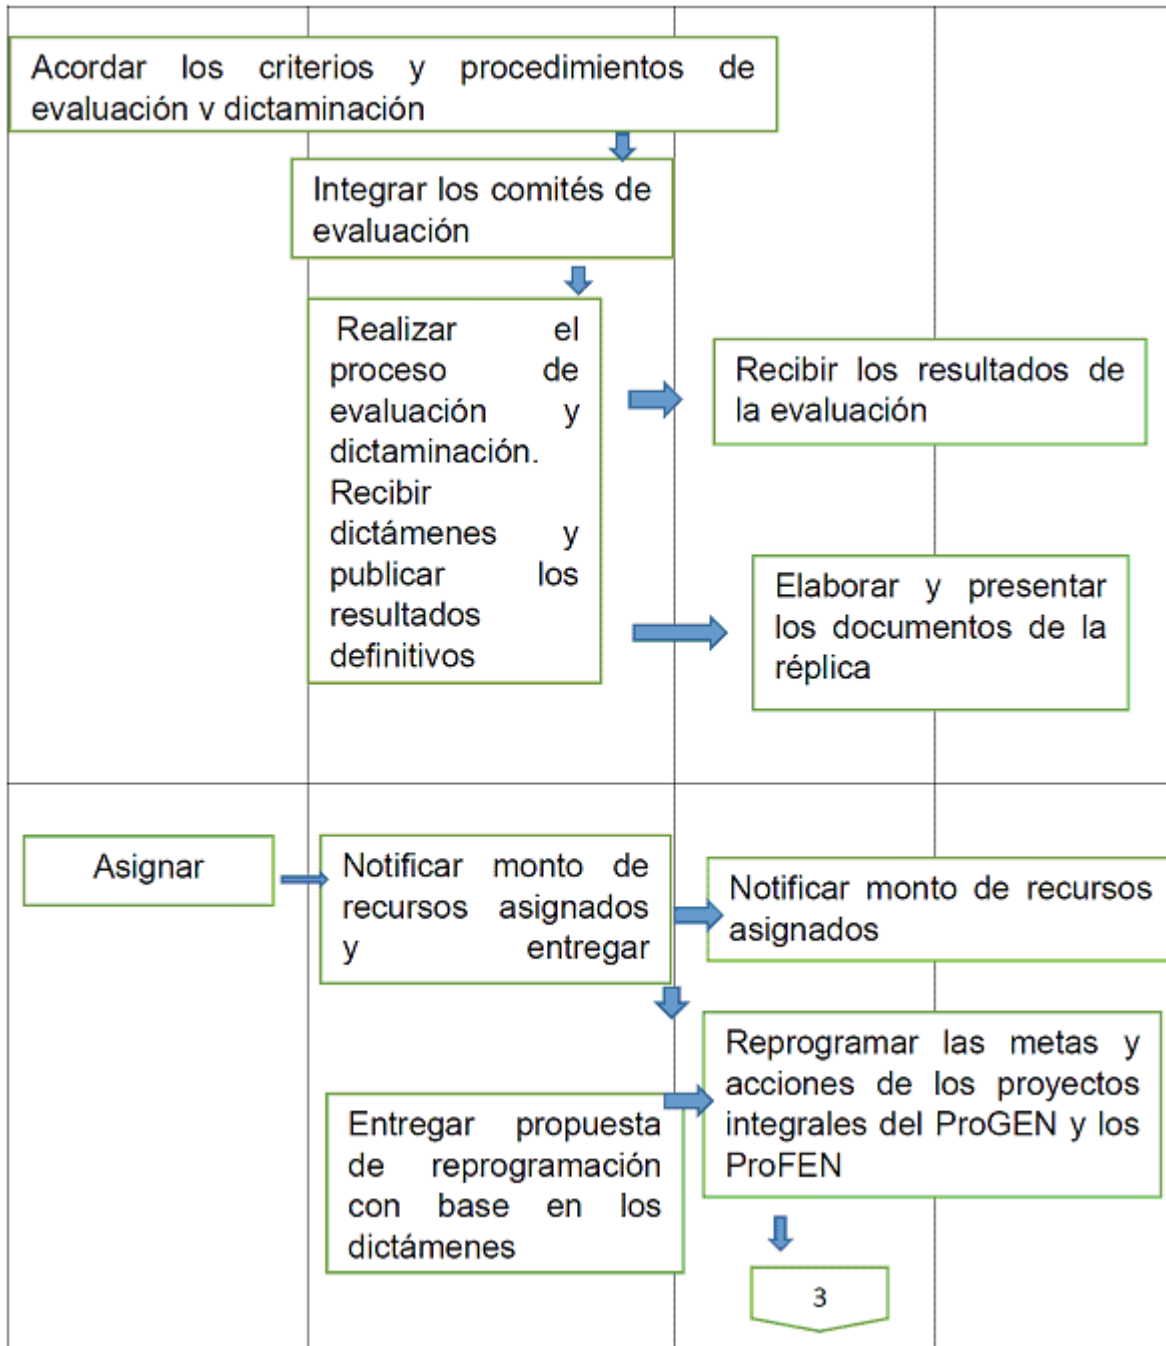 Acordar los criterios y procedimientos de
evaluación v dictaminación
Integrar los comités de
evaluación
Realizar el
proceso de
evaluación y
dictaminación.
Recibir
dictámenes y
publicar los
resultados
definitivos
Recibir los resultados de
la evaluación
Elaborar y presentar
los documentos de la
réplica
Asignar
Notificar monto de
recursos asignados
y entregar
Notificar monto de recursos
asignados
Entregar propuesta
de reprogramación
con base en los
dictámenes
Reprogramar las metas y
acciones de los proyectos
integrales del ProGEN y los
ProFEN
3